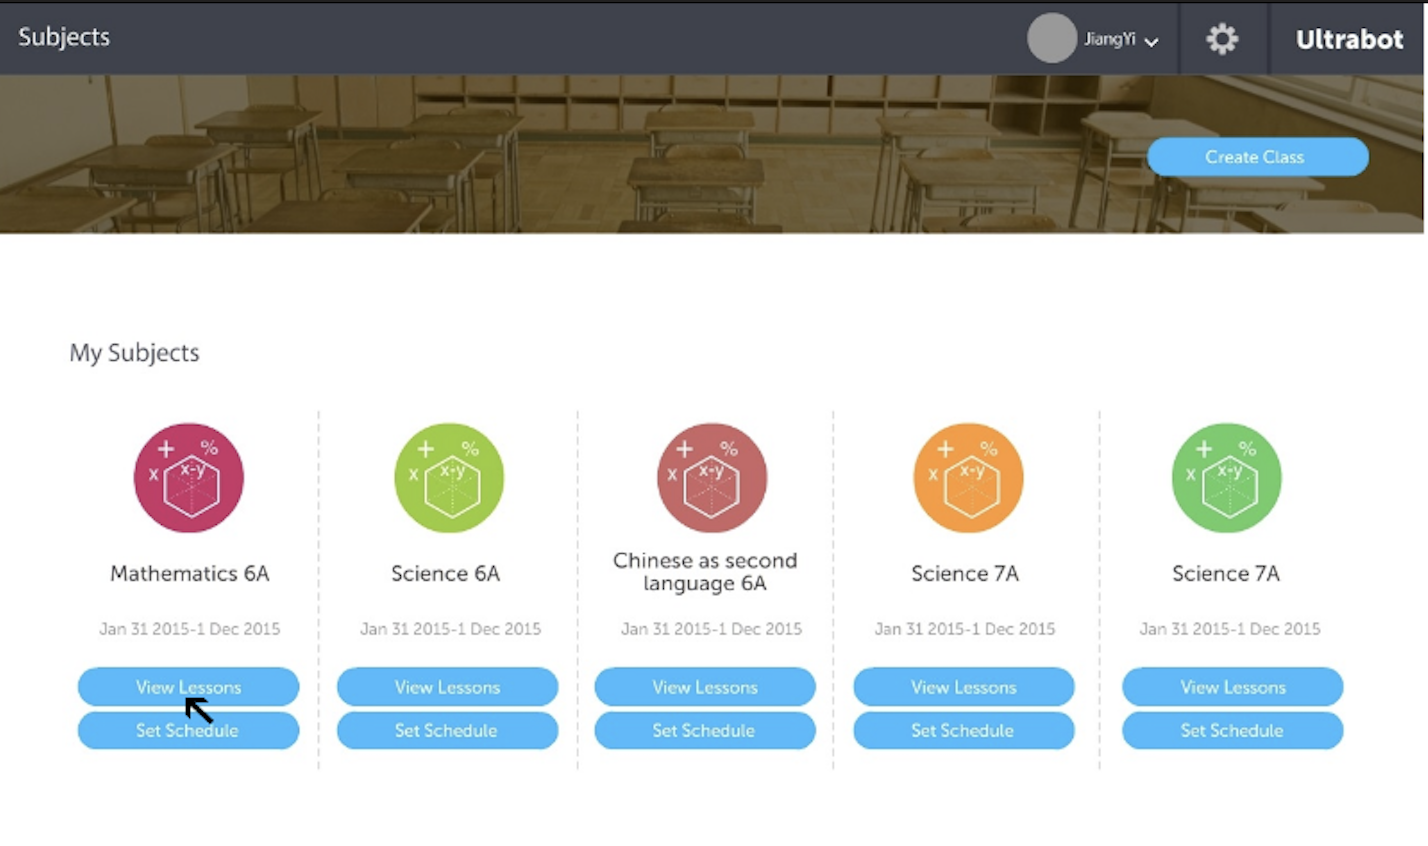 Subjects
JiangYi
Ultrabot
Create Class
My Subjects
+ %
x x-y
+ %
x x-y
+ %
x x-y
+ %
x x-y
+ %
x x-y
Mathematics 6A
Science 6A
Chinese as second
language 6A
Science 7A
Science 7A
Jan 31 2015-1 Dec 2015
Jan 31 2015-1 Dec 2015
Jan 31 2015-1 Dec 2015
Jan 31 2015-1 Dec 2015
Jan 31 2015-1 Dec 2015
View Lessons
View Lessons
View Lessons
View Lessons
View Lessons
Set Schedule
Set Schedule
Set Schedule
Set Schedule
Set Schedule